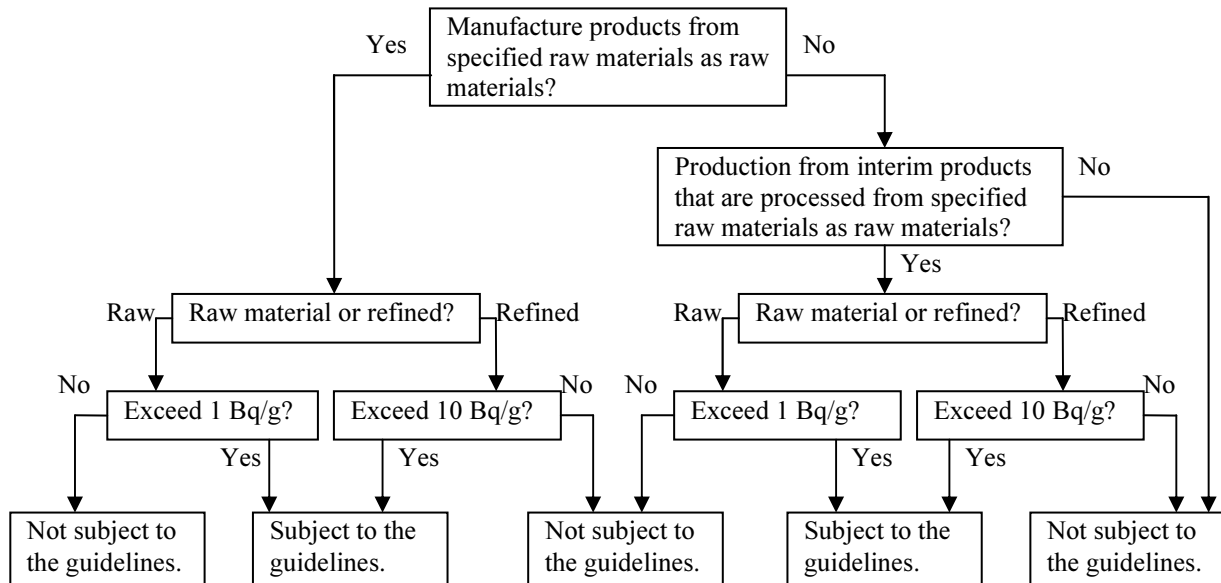 Yes
Manufacture products from
specified raw materials as raw
materials?
No
Production from interim products
that are processed from specified
raw materials as raw materials?
No
Yes
Raw
Raw material or refined?
Refined
Raw
Raw material or refined?
Refined
No
Exceed 1 Bq/g?
Exceed 10 Bq/g?
No
No
Exceed 1 Bq/g?
Exceed 10 Bq/g?
No
Yes
Yes
Yes
Yes
Not subject to
the guidelines.
Subject to the
guidelines.
Not subject to
the guidelines.
Subject to the
guidelines.
Not subject to
the guidelines.